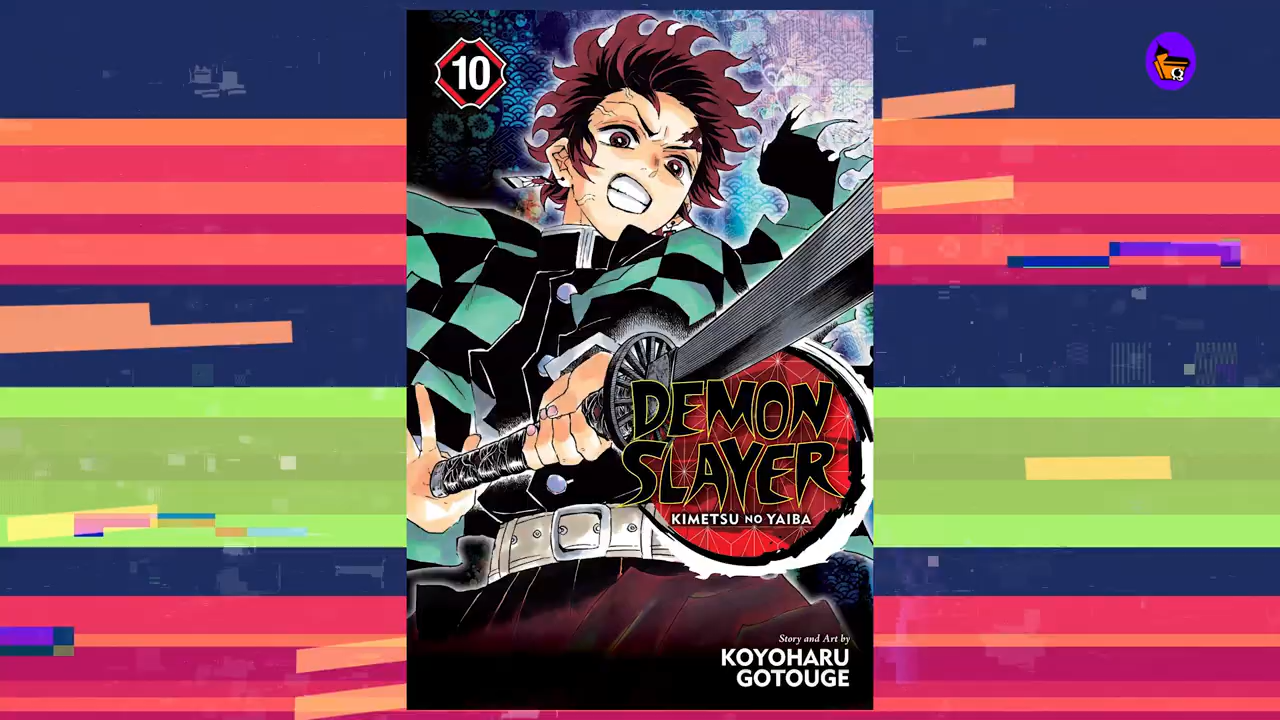 10
DEMON
SLAYER
KIMETSU NO YAIBA
Story and Art by
KOYOHARU
GOTOUGE